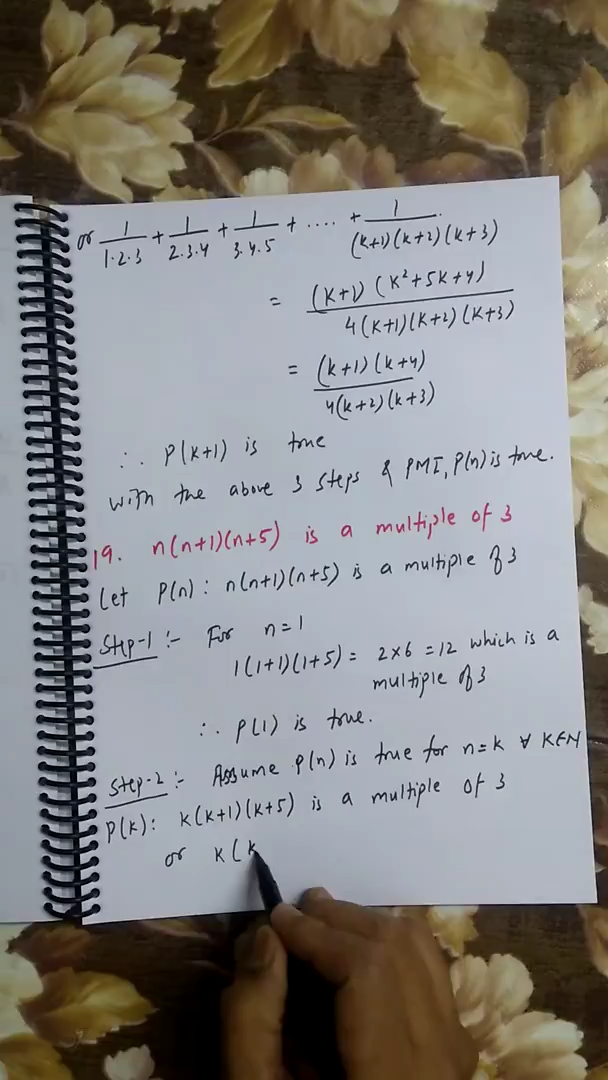 or 1/(1·2·3) + 1/(2.3.4) + 1/(3.4.5) + .... + 1/((k+1)(k+2)(k+3))
= (k+1)(k²+5k+4) / 4(k+1)(k+2)(k+3)
= (k+1)(k+4) / 4(k+2)(k+3)
∴ P(k+1) is true
with the above 3 steps & PMI, P(n) is true.
19. n(n+1)(n+5) is a multiple of 3
Let P(n) : n(n+1)(n+5) is a multiple of 3
Step-1 :- For n=1
1(1+1)(1+5) = 2×6 = 12 which is a
multiple of 3
∴ P(1) is true.
Step-2 :- Assume P(n) is true for n=k ∀ K∈N
P(k): k(k+1)(k+5) is a multiple of 3
or k(k